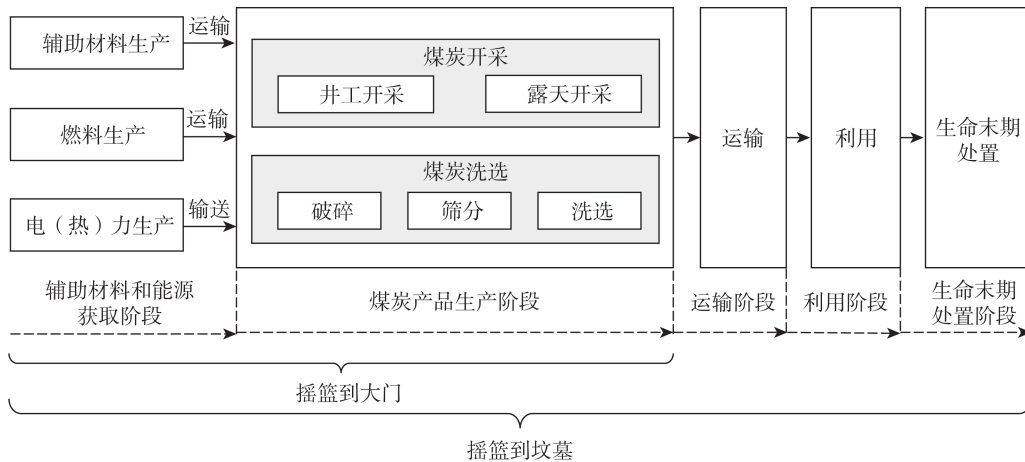 运输
辅助材料生产
煤炭开采
井工开采
露天开采
运输
燃料生产
运输
利用
生命末期
处置
煤炭洗选
输送
破碎
筛分
洗选
电（热）力生产
辅助材料和能源
获取阶段
煤炭产品生产阶段
运输阶段
利用阶段
生命末期
处置阶段
摇篮到大门
摇篮到坟墓